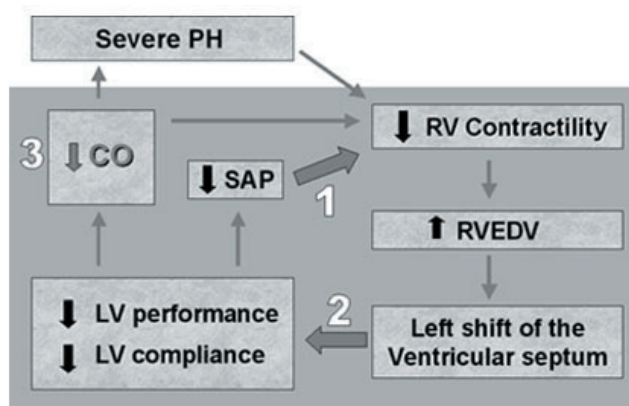 Severe PH
3
CO
SAP
1
RV Contractility
RVEDV
LV performance
LV compliance
2
Left shift of the
Ventricular septum